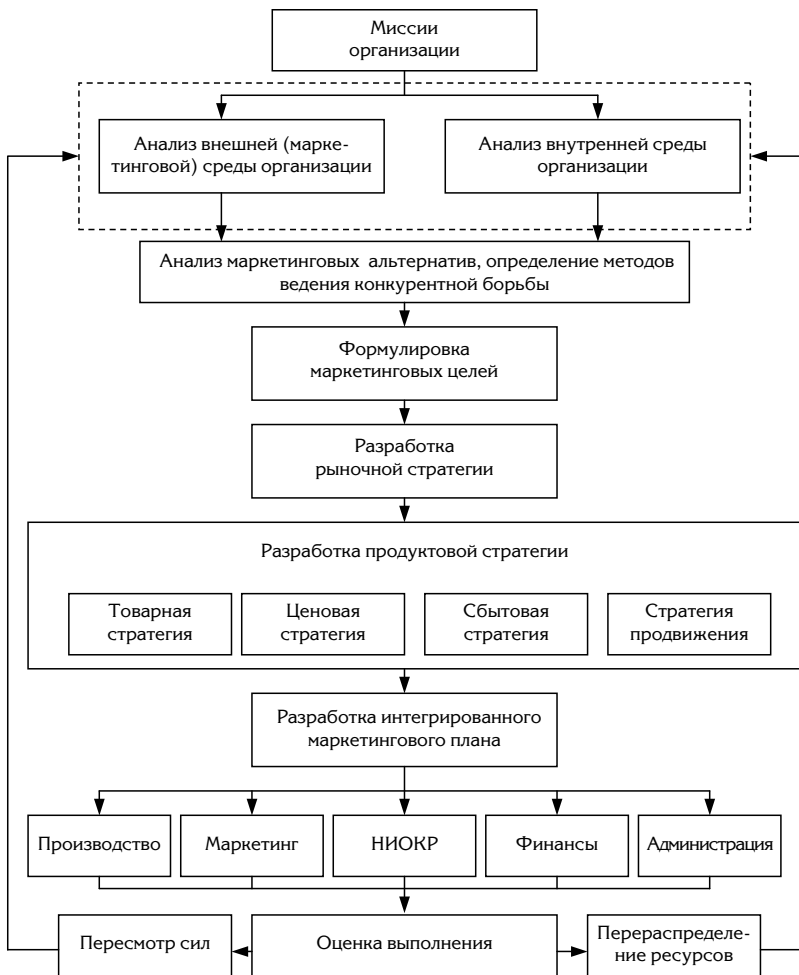 Миссии
организации
Анализ внешней (марке-
тинговой) среды организации
Анализ внутренней среды
организации
Анализ маркетинговых альтернатив, определение методов
ведения конкурентной борьбы
Формулировка
маркетинговых целей
Разработка
рыночной стратегии
Разработка продуктовой стратегии
Товарная
стратегия
Ценовая
стратегия
Сбытовая
стратегия
Стратегия
продвижения
Разработка интегрированного
маркетингового плана
Производство
Маркетинг
НИОКР
Финансы
Администрация
Пересмотр сил
Оценка выполнения
Перераспределе-
ние ресурсов